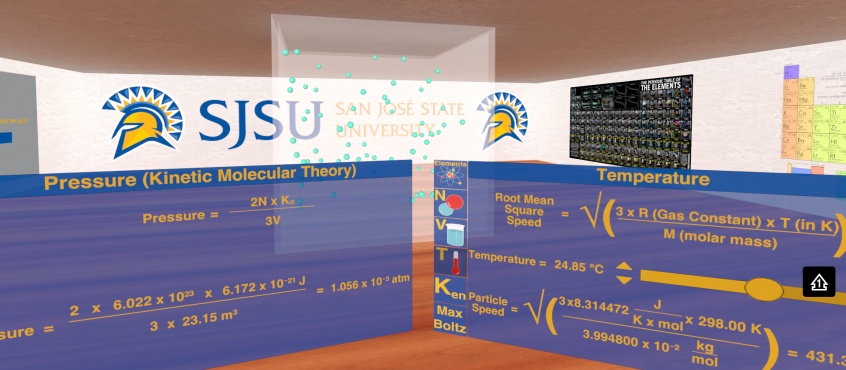 SJSU
SAN JOSÉ STATE
UNIVERSITY
THE PERIODIC TABLE OF
THE ELEMENTS
Pressure (Kinetic Molecular Theory)
Pressure =
2N x Kₑ
3V
sure =
2 x 6.022 x 10²³ x 6.172 x 10⁻²¹ J
3 x 23.15 m³
= 1.056 x 10⁻³ atm
Elements
N
V
T
Ken
Max
Boltz
Temperature
Root Mean
Square
Speed
= √(
3 x R (Gas Constant) x T (in K)
M (molar mass)
)
Temperature = 24.85 °C
Particle
Speed
= √(
3x8.314472 J
K x mol
x 298.00 K
3.994800 x 10⁻² kg
mol
)
= 431.3